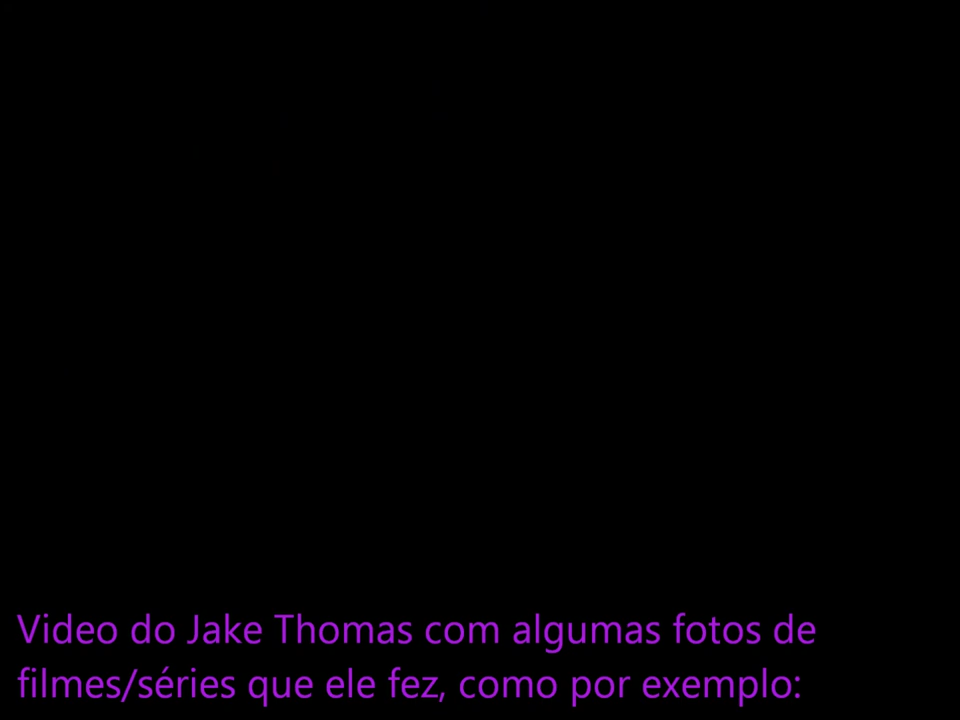 Video do Jake Thomas com algumas fotos de
filmes/séries que ele fez, como por exemplo: